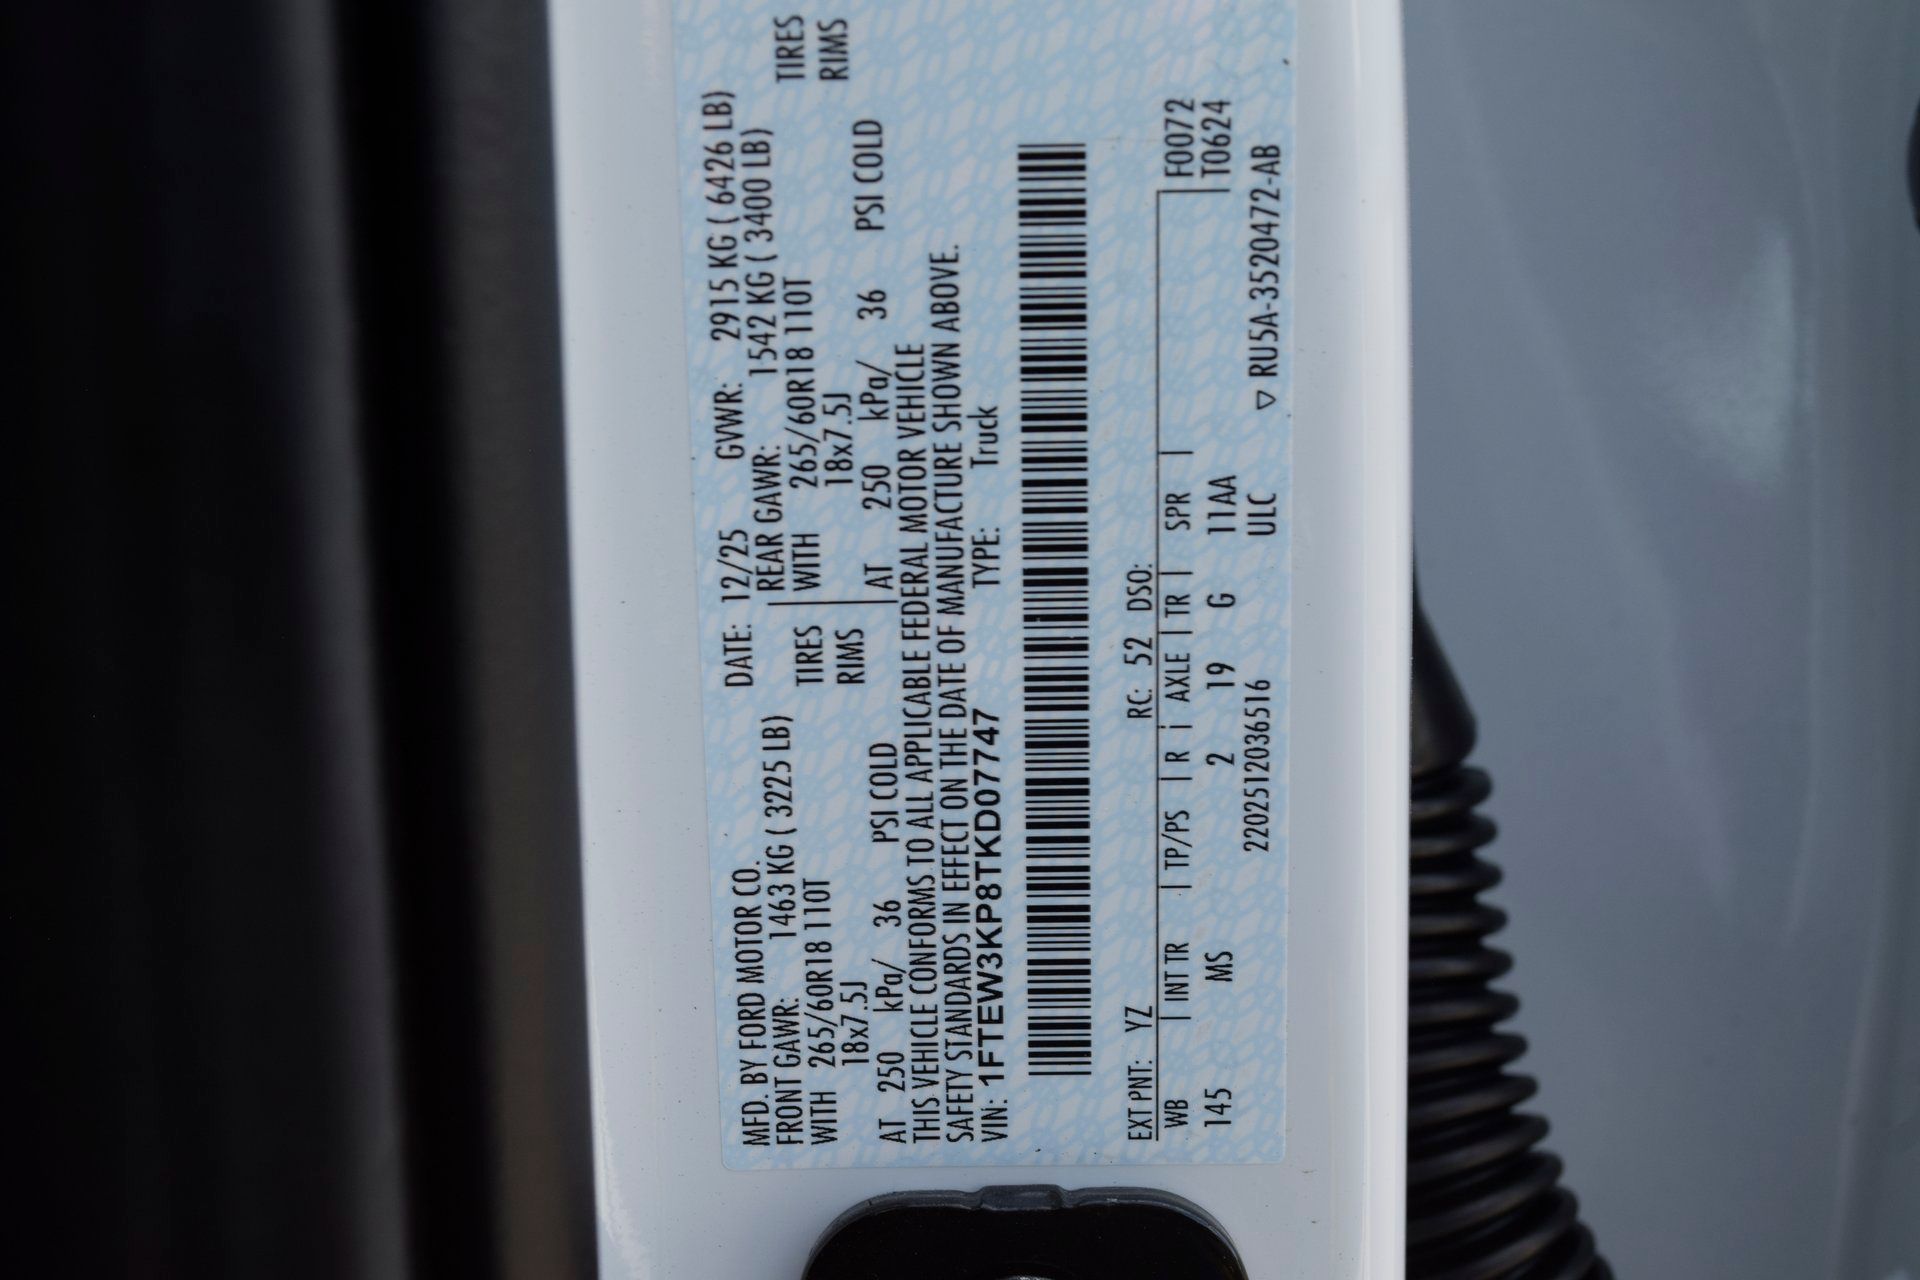 MFD. BY FORD MOTOR CO. DATE: 12/25 GVWR: 2915 KG ( 6426 LB)
FRONT GAWR: 1463 KG ( 3225 LB) REAR GAWR: 1542 KG ( 3400 LB)
WITH 265/60R18 110T TIRES WITH 265/60R18 110T TIRES
18x7.5J RIMS 18x7.5J RIMS
AT 250 kPa/ 36 PSI COLD AT 250 kPa/ 36 PSI COLD
THIS VEHICLE CONFORMS TO ALL APPLICABLE FEDERAL MOTOR VEHICLE
SAFETY STANDARDS IN EFFECT ON THE DATE OF MANUFACTURE SHOWN ABOVE.
VIN: 1FTEW3KP8TKD07747 TYPE: Truck
EXT PNT: YZ RC: 52 DSO:
WB | INT TR | TP/PS | R | AXLE | TR | SPR | F0072
145 MS 2 19 G 11AA T0624
2202512036516 ULC
▽ RU5A-3520472-AB